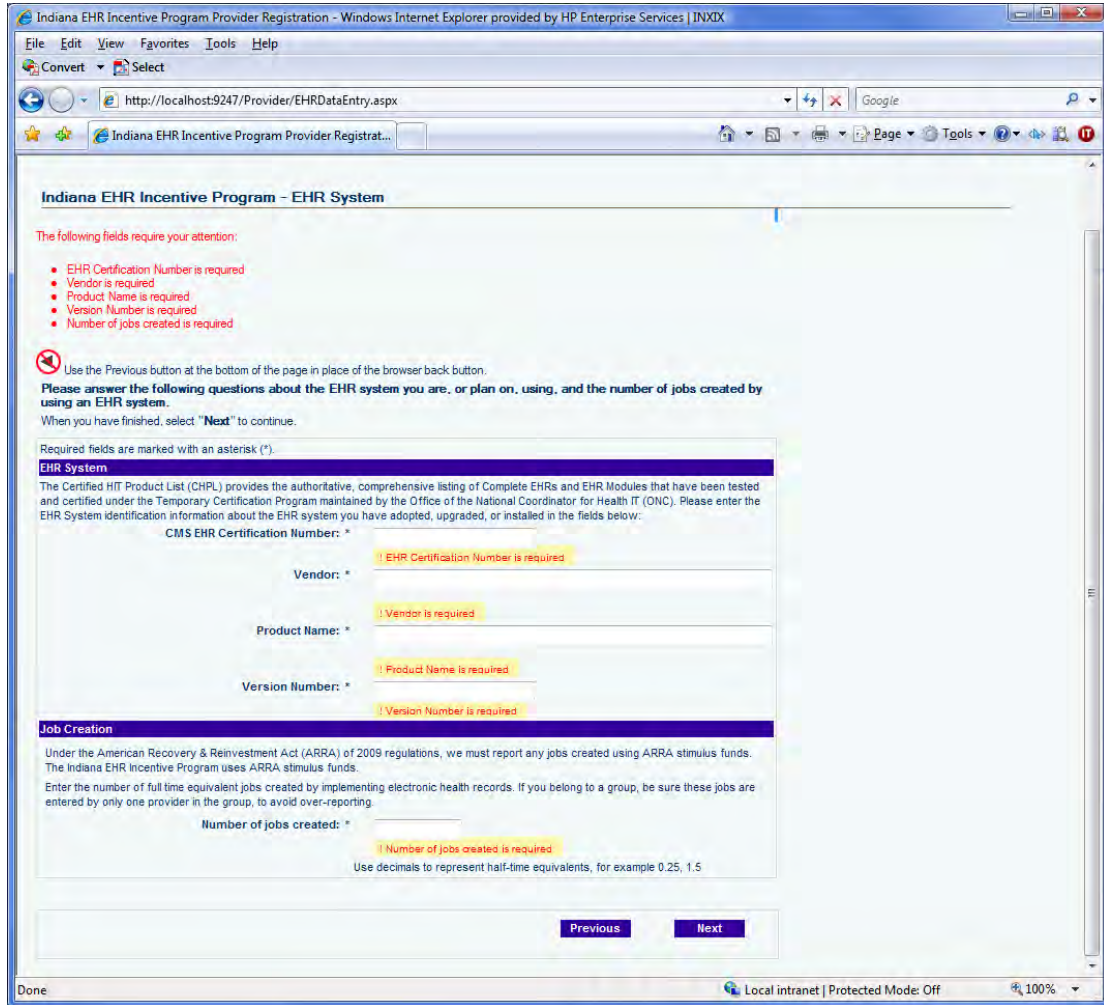 Indiana EHR Incentive Program Provider Registration - Windows Internet Explorer provided by HP Enterprise Services | INXIX
File Edit View Favorites Tools Help
Convert Select
http://localhost:9247/Provider/EHRDataEntry.aspx Google
Indiana EHR Incentive Program Provider Registrat... Page Tools
Indiana EHR Incentive Program - EHR System
The following fields require your attention:
● EHR Certification Number is required
● Vendor is required
● Product Name is required
● Version Number is required
● Number of jobs created is required
Use the Previous button at the bottom of the page in place of the browser back button.
Please answer the following questions about the EHR system you are, or plan on, using, and the number of jobs created by
using an EHR system.
When you have finished, select "Next" to continue.
Required fields are marked with an asterisk (*).
EHR System
The Certified HIT Product List (CHPL) provides the authoritative, comprehensive listing of Complete EHRs and EHR Modules that have been tested
and certified under the Temporary Certification Program maintained by the Office of the National Coordinator for Health IT (ONC). Please enter the
EHR System identification information about the EHR system you have adopted, upgraded, or installed in the fields below:
CMS EHR Certification Number: *
! EHR Certification Number is required
Vendor: *
! Vendor is required
Product Name: *
! Product Name is required
Version Number: *
! Version Number is required
Job Creation
Under the American Recovery & Reinvestment Act (ARRA) of 2009 regulations, we must report any jobs created using ARRA stimulus funds.
The Indiana EHR Incentive Program uses ARRA stimulus funds.
Enter the number of full time equivalent jobs created by implementing electronic health records. If you belong to a group, be sure these jobs are
entered by only one provider in the group, to avoid over-reporting.
Number of jobs created: *
! Number of jobs created is required
Use decimals to represent half-time equivalents, for example 0.25, 1.5
Previous Next
Done Local intranet | Protected Mode: Off 100%